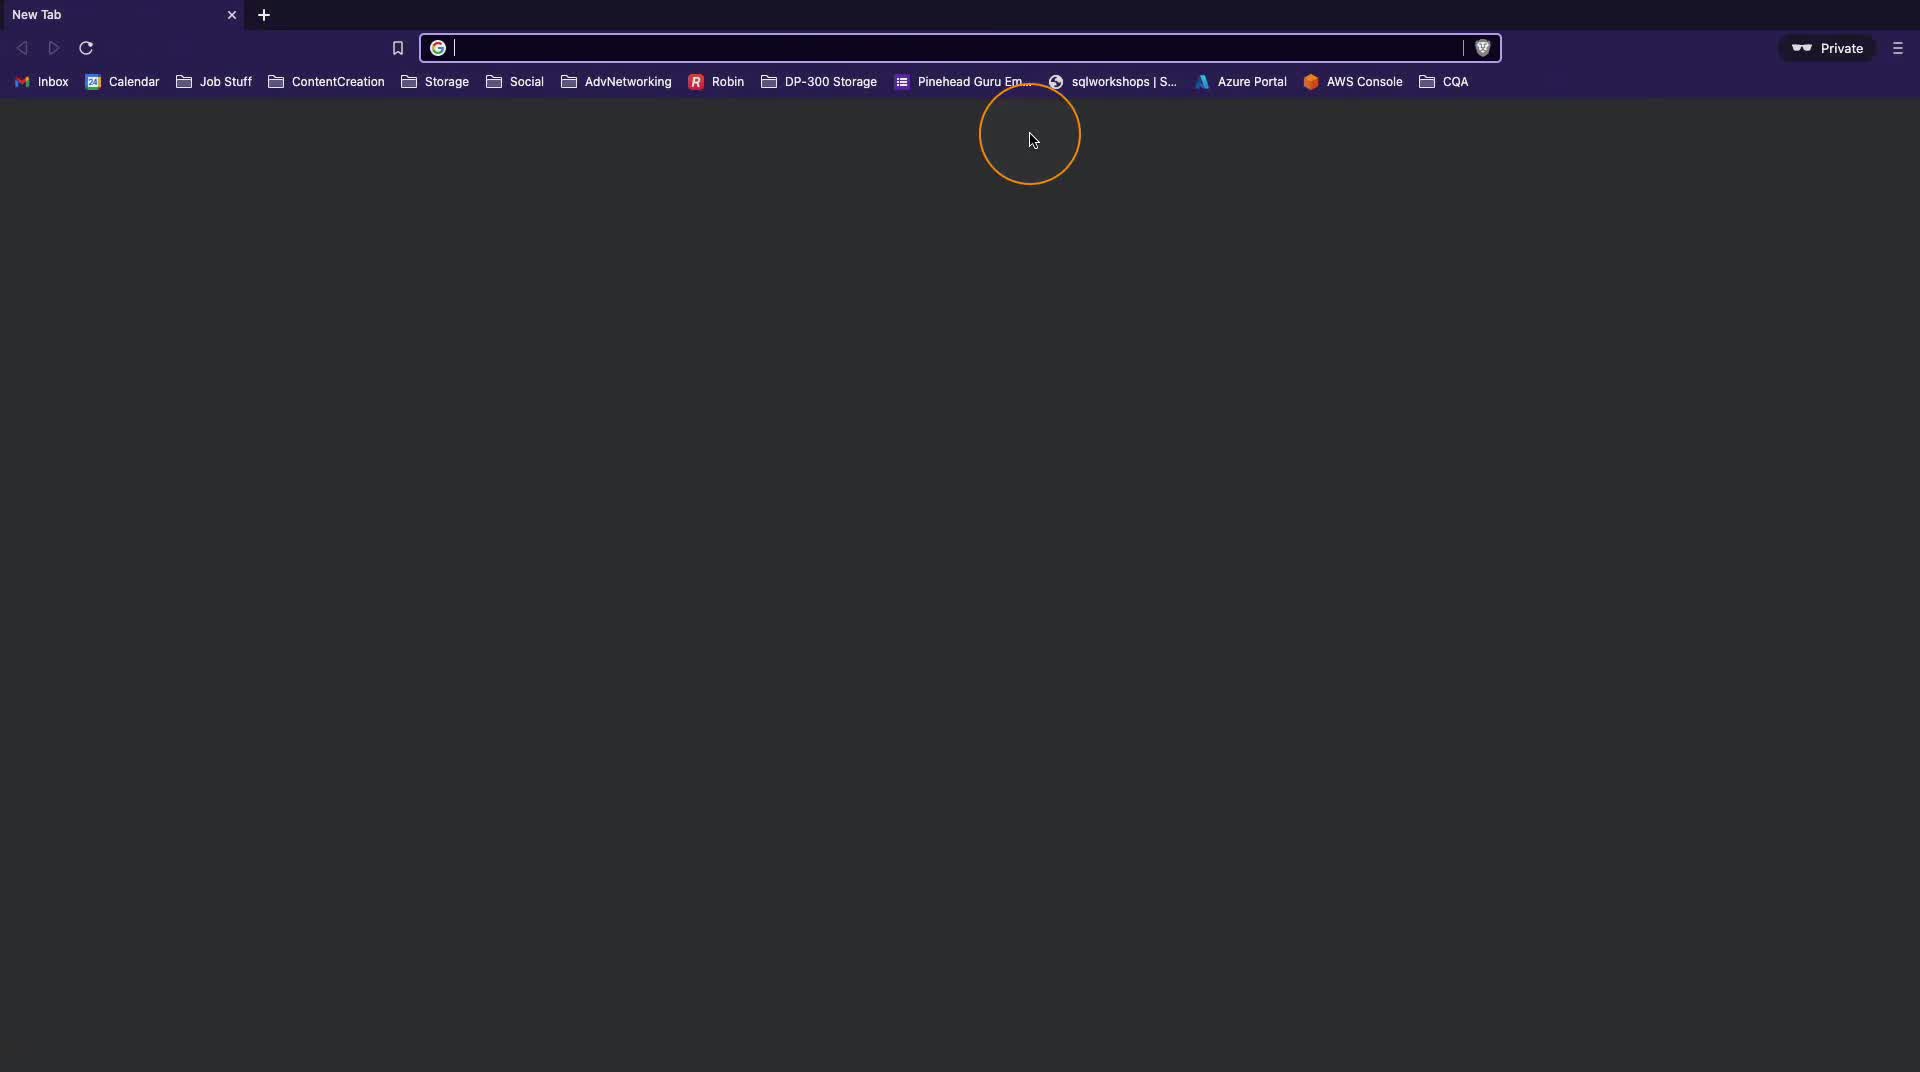 New Tab
Private
Inbox Calendar Job Stuff ContentCreation Storage Social AdvNetworking Robin DP-300 Storage Pinehead Guru Em... sqlworkshops | S... Azure Portal AWS Console CQA